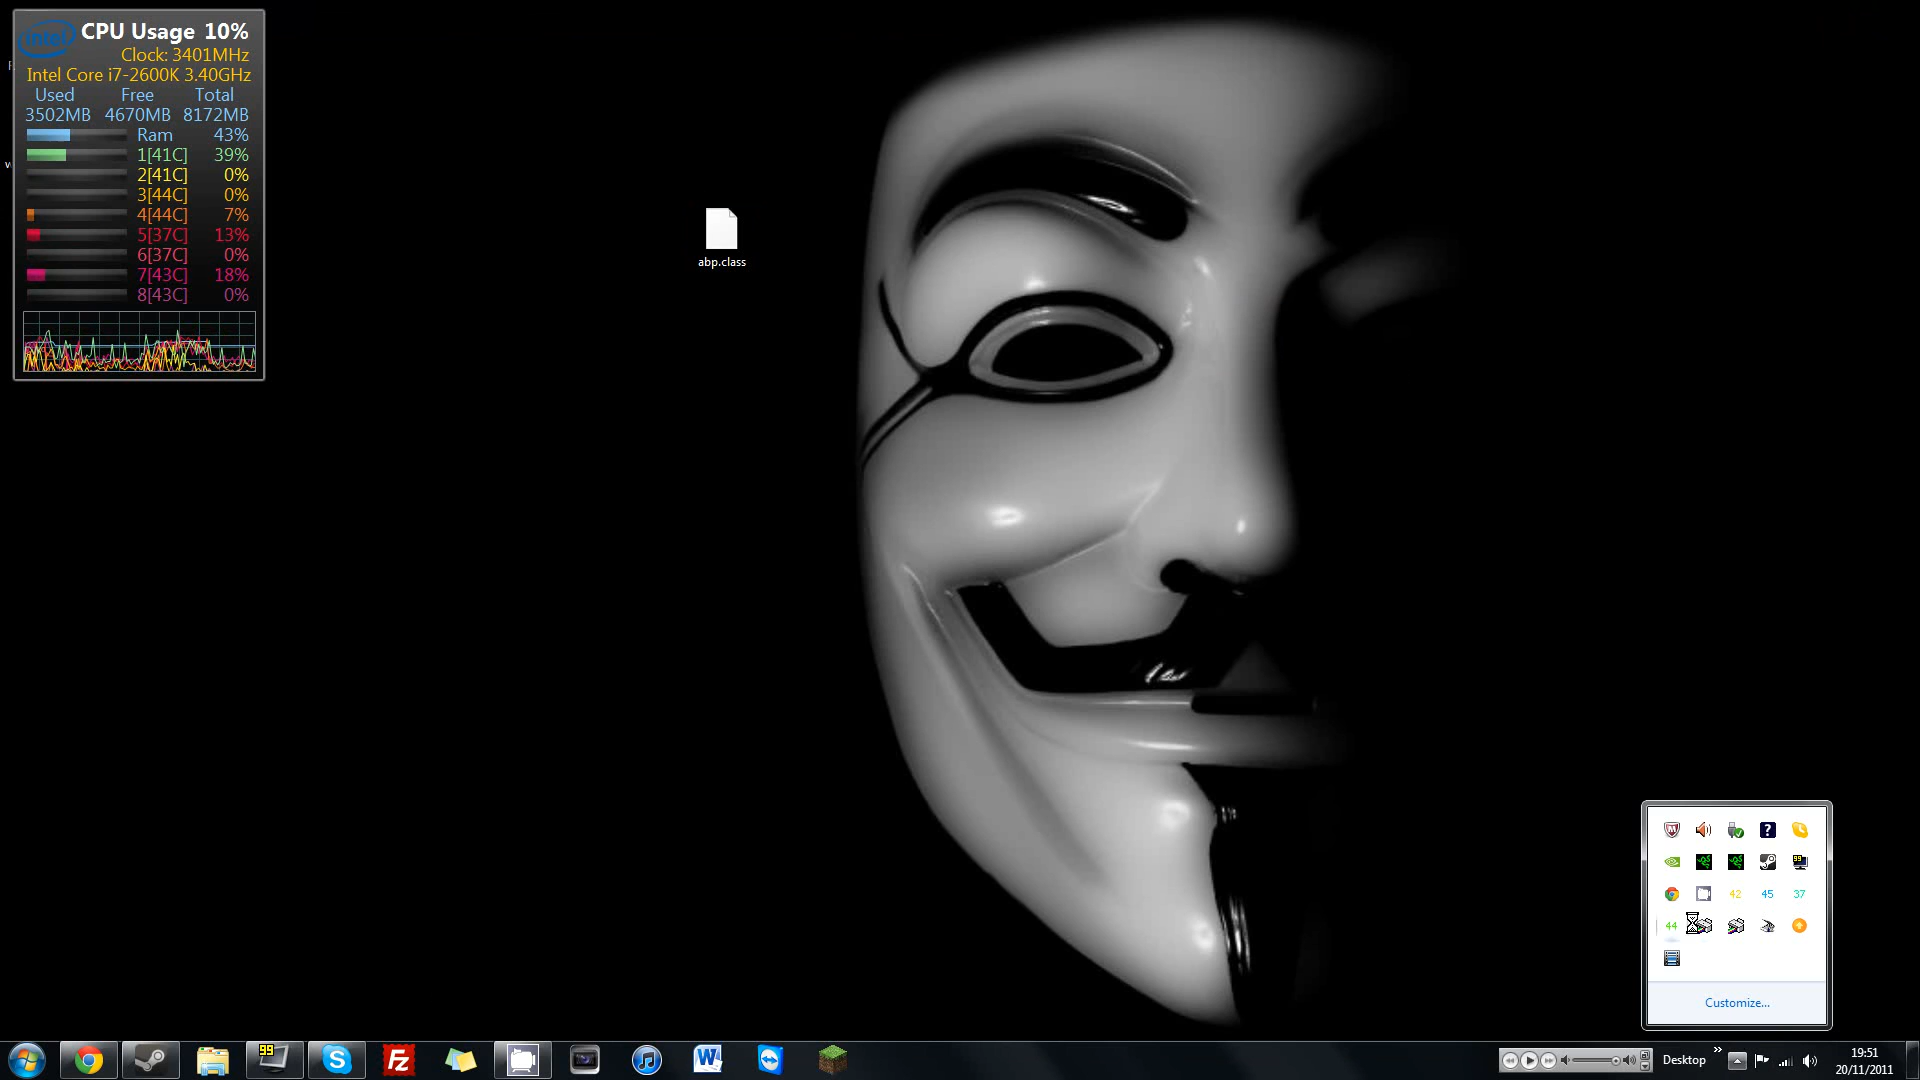 intel
CPU Usage 10%
Clock: 3401MHz
Intel Core i7-2600K 3.40GHz
Used Free Total
3502MB 4670MB 8172MB
Ram 43%
1[41C] 39%
2[41C] 0%
3[44C] 0%
4[44C] 7%
5[37C] 13%
6[37C] 0%
7[43C] 18%
8[43C] 0%
abp.class
99
42 45 37
44
Customize...
99
S
Fz
W
Desktop
19:51
20/11/2011